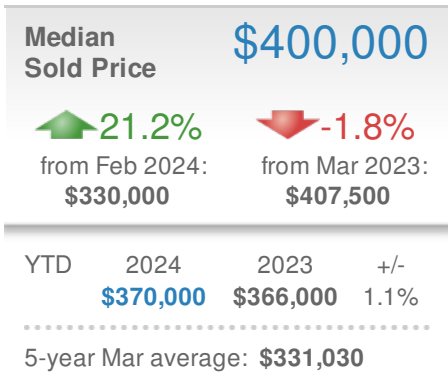 Median $400,000
Sold Price
21.2% -1.8%
from Feb 2024: from Mar 2023:
$330,000 $407,500
YTD 2024 2023 +/-
$370,000 $366,000 1.1%
5-year Mar average: $331,030